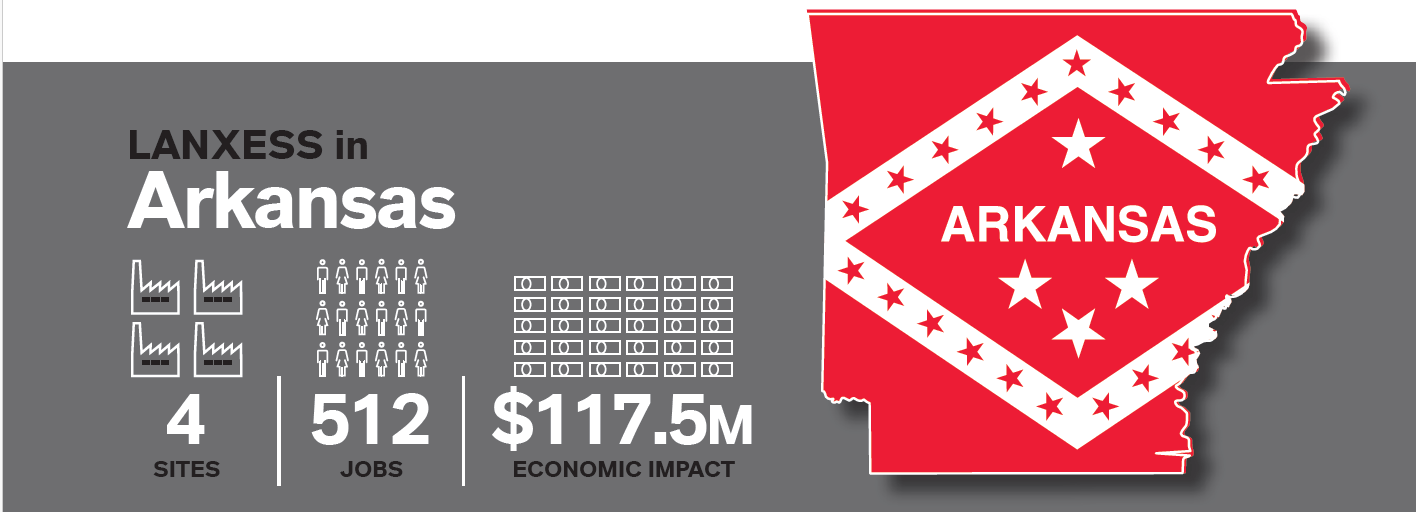 LANXESS in
Arkansas
4
SITES
512
JOBS
$117.5M
ECONOMIC IMPACT
ARKANSAS